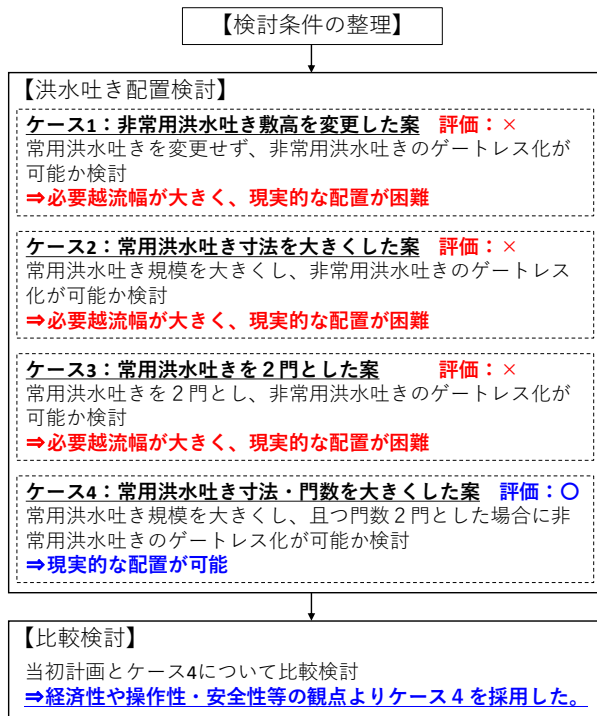 【検討条件の整理】
【洪水吐き配置検討】
ケース1：非常用洪水吐き敷高を変更した案　評価：×
常用洪水吐きを変更せず、非常用洪水吐きのゲートレス化が
可能か検討
⇒必要越流幅が大きく、現実的な配置が困難
ケース2：常用洪水吐き寸法を大きくした案　評価：×
常用洪水吐き規模を大きくし、非常用洪水吐きのゲートレス
化が可能か検討
⇒必要越流幅が大きく、現実的な配置が困難
ケース3：常用洪水吐きを２門とした案　評価：×
常用洪水吐きを２門とし、非常用洪水吐きのゲートレス化が
可能か検討
⇒必要越流幅が大きく、現実的な配置が困難
ケース4：常用洪水吐き寸法・門数を大きくした案　評価：〇
常用洪水吐き規模を大きくし、且つ門数２門とした場合に非
常用洪水吐きのゲートレス化が可能か検討
⇒現実的な配置が可能
【比較検討】
当初計画とケース4について比較検討
⇒経済性や操作性・安全性等の観点よりケース４を採用した。